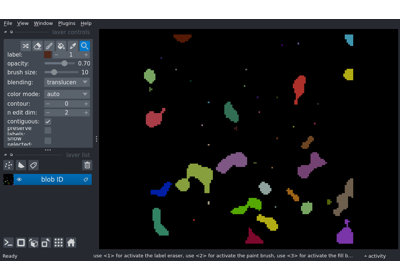 File View Window Plugins Help
layer controls
label: 1
opacity: 0.70
brush size: 10
blending: translucen
color mode: auto
contour: 0
n edit dim: 2
contiguous:
preserve
labels:
show
selected:
layer list
blob ID
Ready
use <1> for activate the label eraser, use <2> for activate the paint brush, use <3> for activate the fill b...
activity